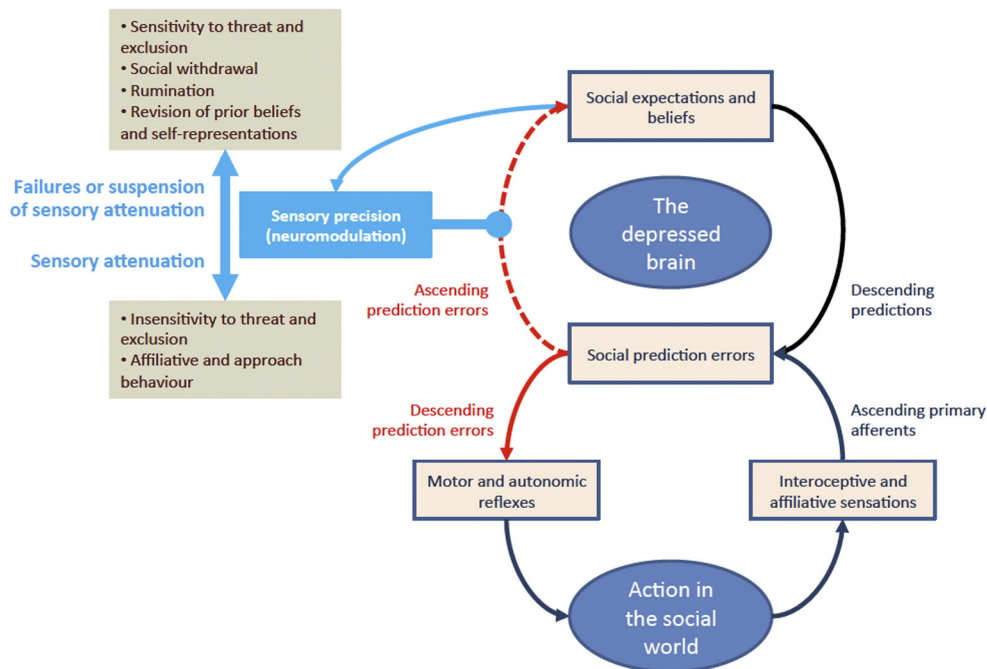 • Sensitivity to threat and
exclusion
• Social withdrawal
• Rumination
• Revision of prior beliefs
and self-representations
Failures or suspension
of sensory attenuation
Sensory attenuation
• Insensitivity to threat and
exclusion
• Affiliative and approach
behaviour
Sensory precision
(neuromodulation)
Social expectations and
beliefs
The
depressed
brain
Ascending
prediction errors
Descending
predictions
Social prediction errors
Descending
prediction errors
Ascending primary
afferents
Motor and autonomic
reflexes
Interoceptive and
affiliative sensations
Action in
the social
world